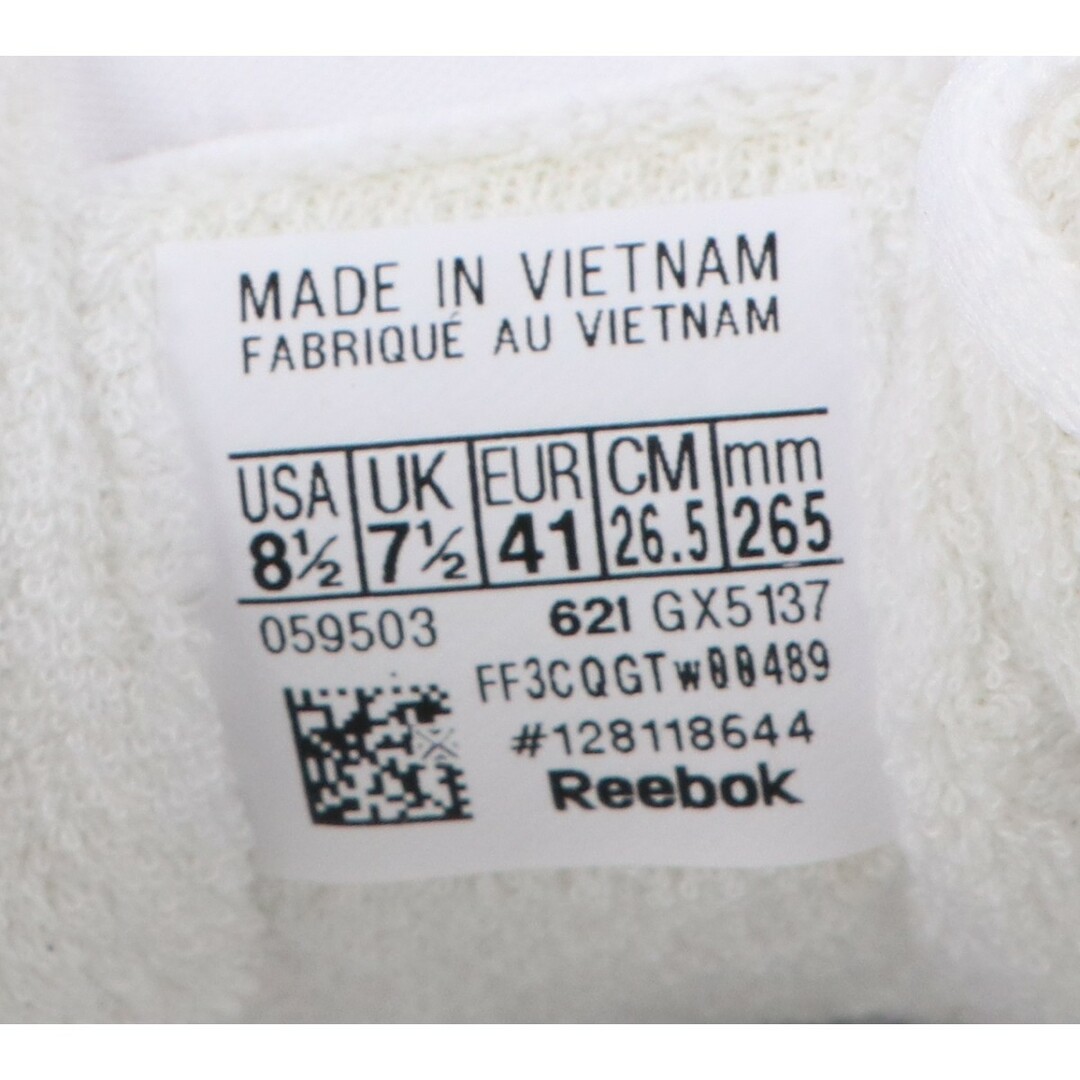 MADE IN VIETNAM
FABRIQUÉ AU VIETNAM
USA UK EUR CM mm
8½ 7½ 41 26.5 265
059503 621 GX5137
FF3CQGTW00489
#128118644
Reebok